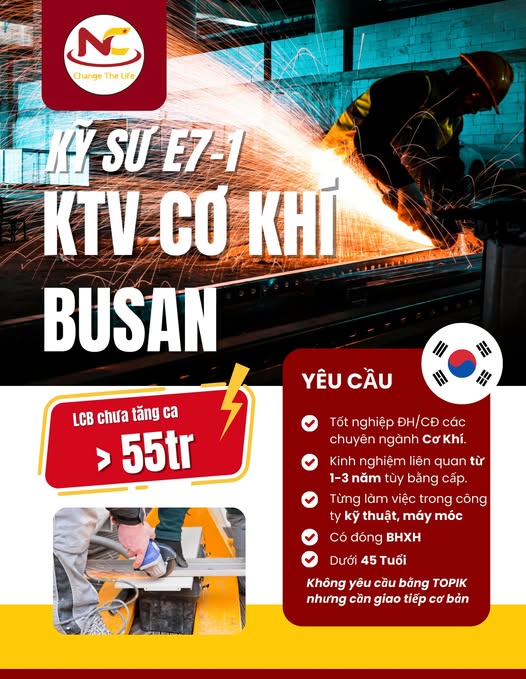 NC
Change The Life
KỸ SƯ E7-1
KTV CƠ KHÍ
BUSAN
LCB chưa tăng ca
> 55tr
YÊU CẦU
Tốt nghiệp ĐH/CĐ các
chuyên ngành Cơ Khí.
Kinh nghiệm liên quan từ
1-3 năm tùy bằng cấp.
Từng làm việc trong công
ty kỹ thuật, máy móc
Có đóng BHXH
Dưới 45 Tuổi
Không yêu cầu bằng TOPIK
nhưng cần giao tiếp cơ bản